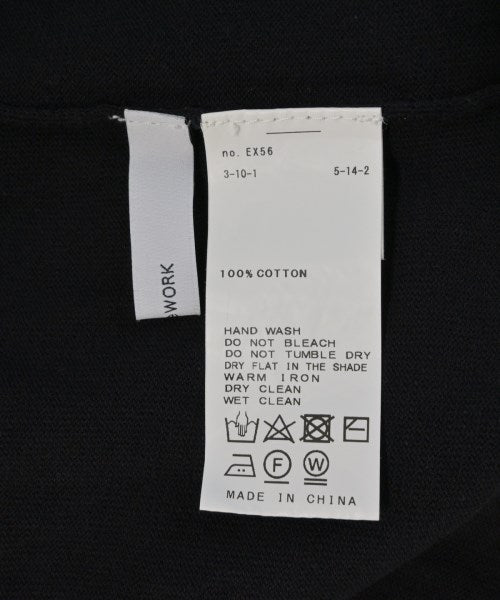 no. EX56
3-10-1 5-14-2
100% COTTON
HAND WASH
DO NOT BLEACH
DO NOT TUMBLE DRY
DRY FLAT IN THE SHADE
WARM IRON
DRY CLEAN
WET CLEAN
F W
MADE IN CHINA
WORK